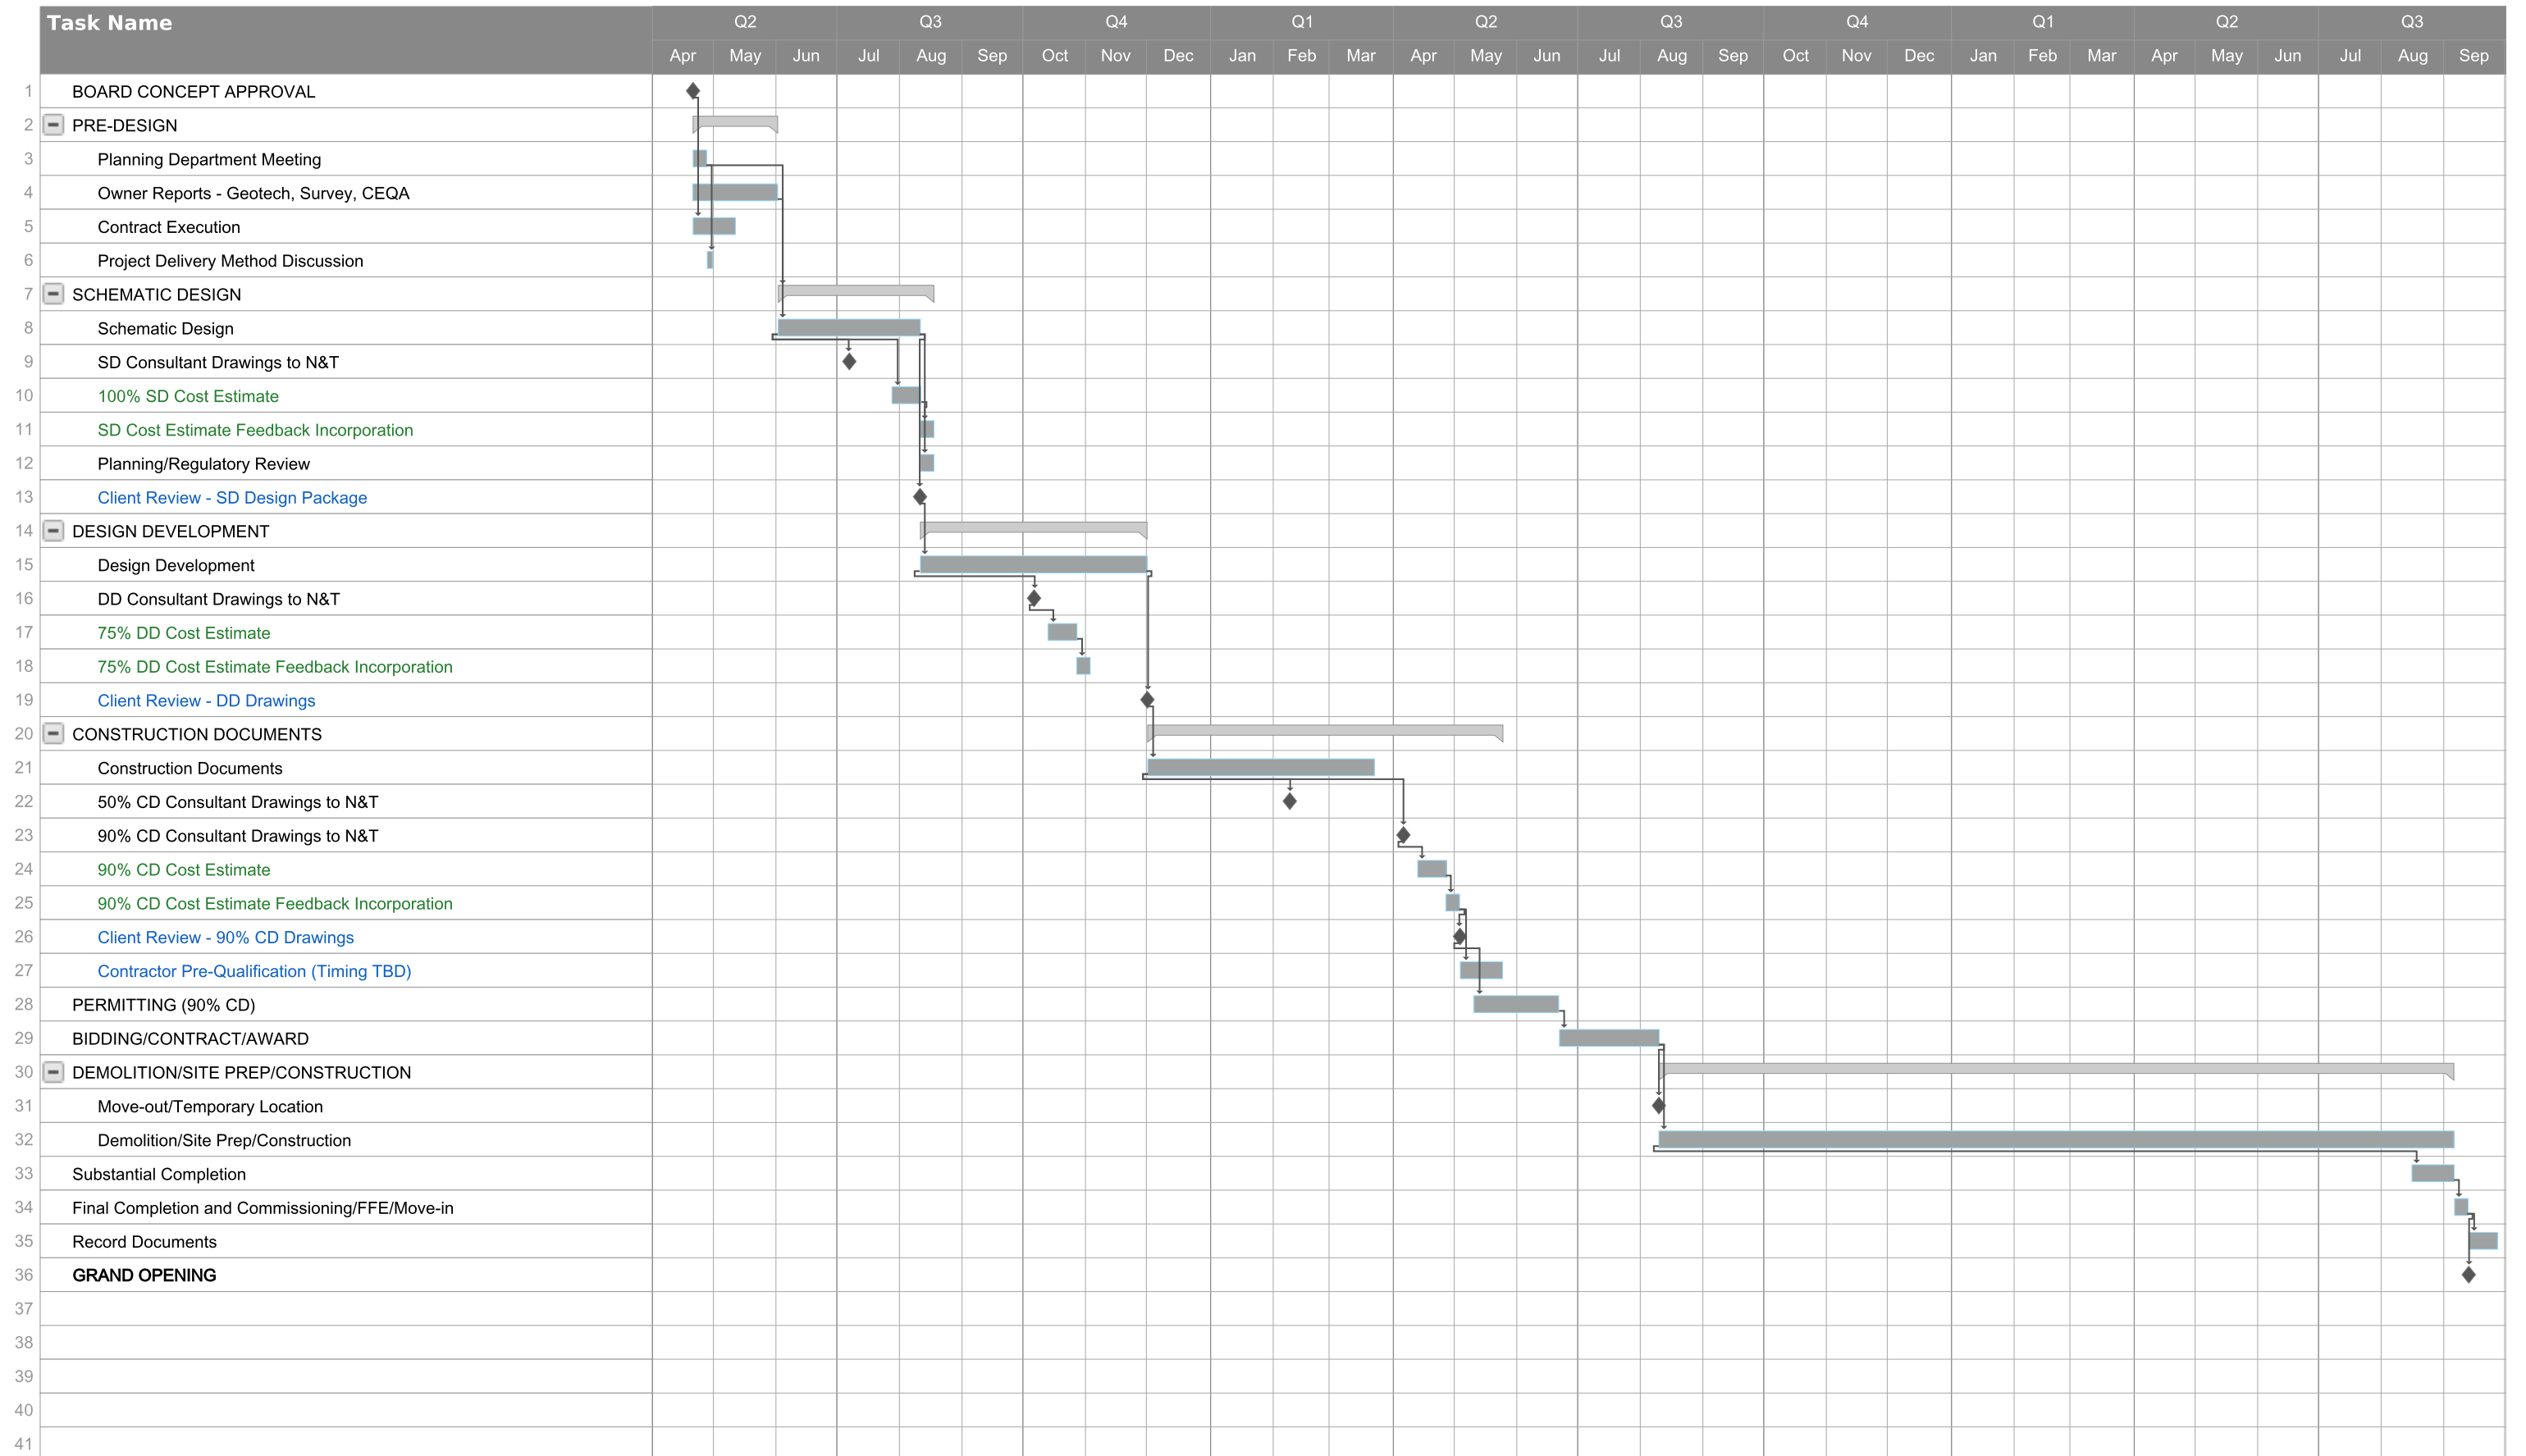 Task Name
Q2 Q3 Q4 Q1 Q2 Q3 Q4 Q1 Q2 Q3
Apr May Jun Jul Aug Sep Oct Nov Dec Jan Feb Mar Apr May Jun Jul Aug Sep Oct Nov Dec Jan Feb Mar Apr May Jun Jul Aug Sep
1 BOARD CONCEPT APPROVAL
2 PRE-DESIGN
3 Planning Department Meeting
4 Owner Reports - Geotech, Survey, CEQA
5 Contract Execution
6 Project Delivery Method Discussion
7 SCHEMATIC DESIGN
8 Schematic Design
9 SD Consultant Drawings to N&T
10 100% SD Cost Estimate
11 SD Cost Estimate Feedback Incorporation
12 Planning/Regulatory Review
13 Client Review - SD Design Package
14 DESIGN DEVELOPMENT
15 Design Development
16 DD Consultant Drawings to N&T
17 75% DD Cost Estimate
18 75% DD Cost Estimate Feedback Incorporation
19 Client Review - DD Drawings
20 CONSTRUCTION DOCUMENTS
21 Construction Documents
22 50% CD Consultant Drawings to N&T
23 90% CD Consultant Drawings to N&T
24 90% CD Cost Estimate
25 90% CD Cost Estimate Feedback Incorporation
26 Client Review - 90% CD Drawings
27 Contractor Pre-Qualification (Timing TBD)
28 PERMITTING (90% CD)
29 BIDDING/CONTRACT/AWARD
30 DEMOLITION/SITE PREP/CONSTRUCTION
31 Move-out/Temporary Location
32 Demolition/Site Prep/Construction
33 Substantial Completion
34 Final Completion and Commissioning/FFE/Move-in
35 Record Documents
36 GRAND OPENING
37
38
39
40
41